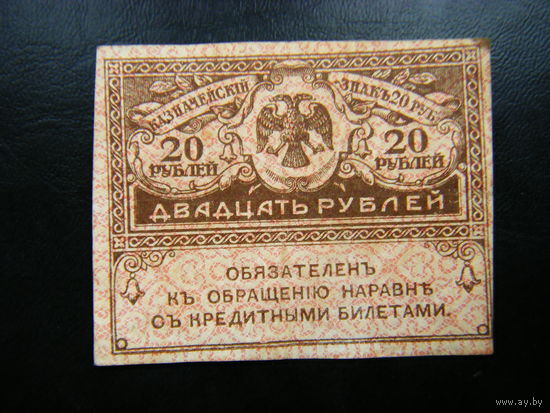 КАЗНАЧЕЙСКІЙ ЗНАКЪ 20 РУБ.
20 РУБЛЕЙ
20 РУБЛЕЙ
ДВАДЦАТЬ РУБЛЕЙ
ОБЯЗАТЕЛЕНЪ
КЪ ОБРАЩЕНІЮ НАРАВНѢ
СЪ КРЕДИТНЫМИ БИЛЕТАМИ.
www.ay.by